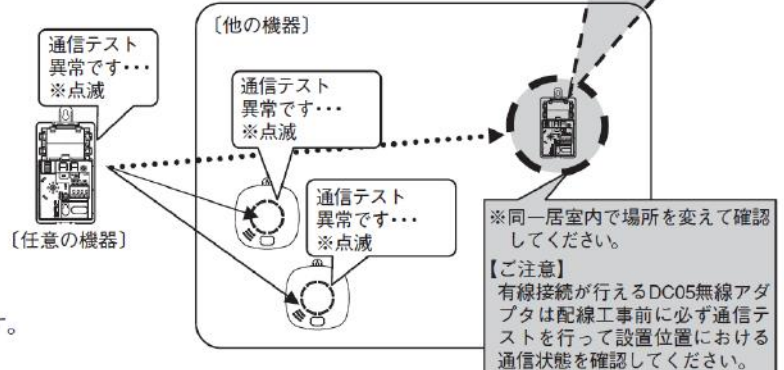 〔他の機器〕
通信テスト
異常です･･･
※点滅
通信テスト
異常です･･･
※点滅
通信テスト
異常です･･･
※点滅
〔任意の機器〕
※同一居室内で場所を変えて確認
してください。
【ご注意】
有線接続が行えるDC05無線アダ
プタは配線工事前に必ず通信テ
ストを行って設置位置における
通信状態を確認してください。
す。